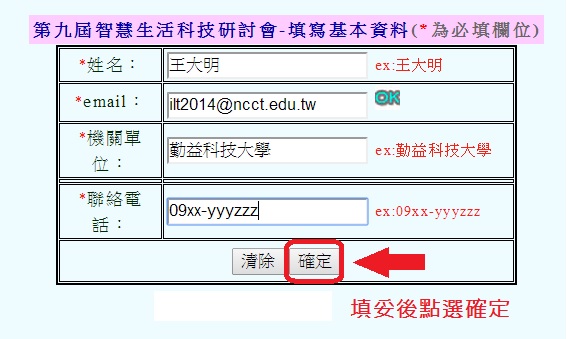 第九屆智慧生活科技研討會-填寫基本資料(*為必填欄位)
*姓名： 王大明 ex:王大明
*email： ilt2014@ncct.edu.tw OK
*機關單
位： 勤益科技大學 ex:勤益科技大學
*聯絡電
話： 09xx-yyyzzz ex:09xx-yyyzzz
清除 確定
填妥後點選確定